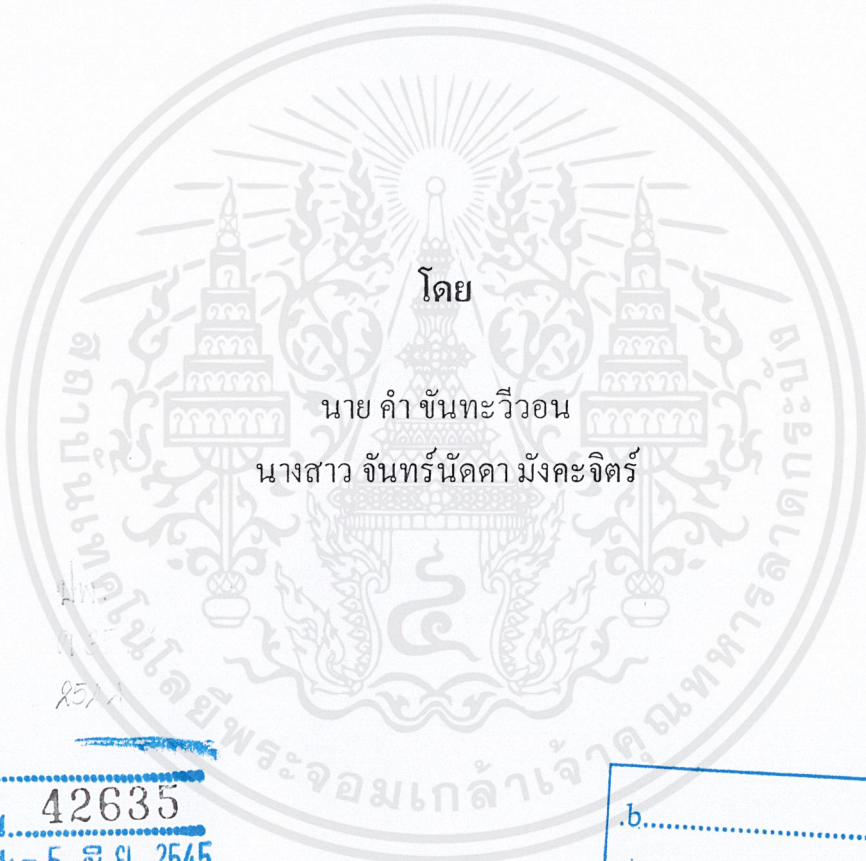 โดย
นาย คำ ขันทะวีวอน
นางสาว จันทร์นัดดา มังคะจิตร์
สถาบันเทคโนโลยีพระจอมเกล้าเจ้าคุณทหารลาดกระบัง
42635
5 มิ.ย. 2545
.b